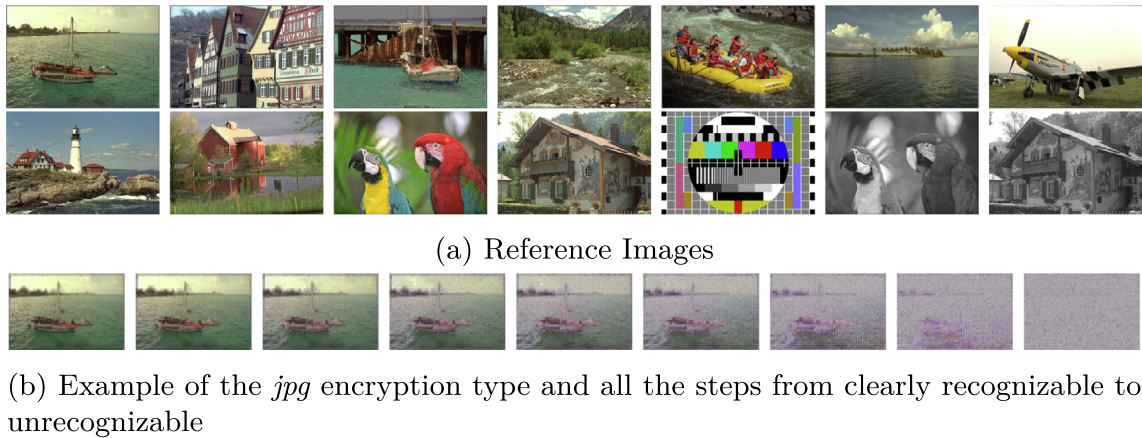 (a) Reference Images
(b) Example of the jpg encryption type and all the steps from clearly recognizable to
unrecognizable